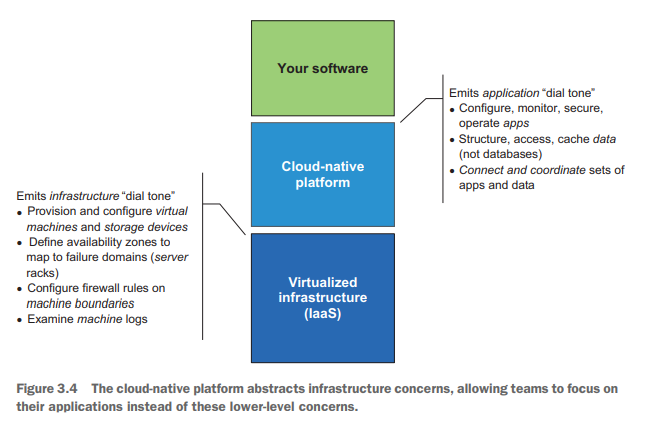 Your software
Emits application “dial tone”
• Configure, monitor, secure,
operate apps
• Structure, access, cache data
(not databases)
• Connect and coordinate sets of
apps and data
Cloud-native
platform
Emits infrastructure “dial tone”
• Provision and configure virtual
machines and storage devices
• Define availability zones to
map to failure domains (server
racks)
• Configure firewall rules on
machine boundaries
• Examine machine logs
Virtualized
infrastructure
(IaaS)
Figure 3.4 The cloud-native platform abstracts infrastructure concerns, allowing teams to focus on
their applications instead of these lower-level concerns.